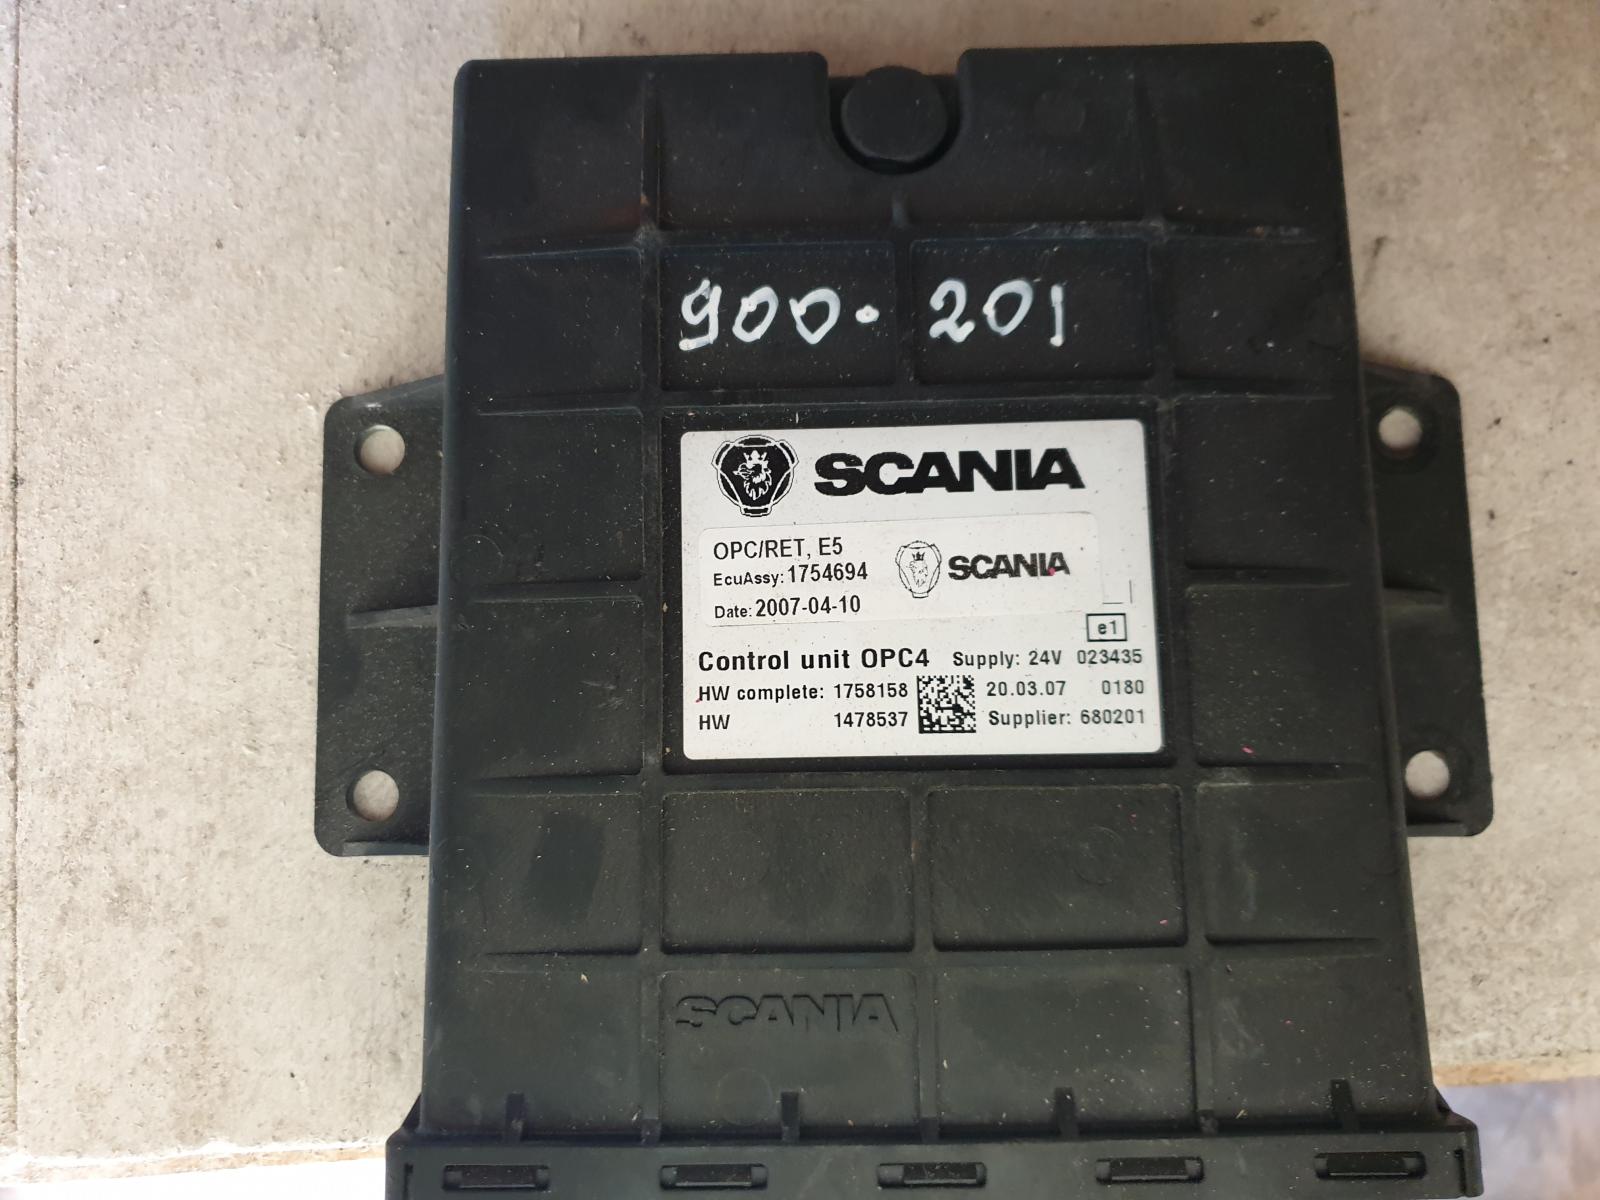 900. 201
SCANIA
OPC/RET, E5
EcuAssy: 1754694
SCANIA
Date: 2007-04-10
e1
Control unit OPC4 Supply: 24V 023435
HW complete: 1758158 20.03.07 0180
HW 1478537 Supplier: 680201
SCANIA